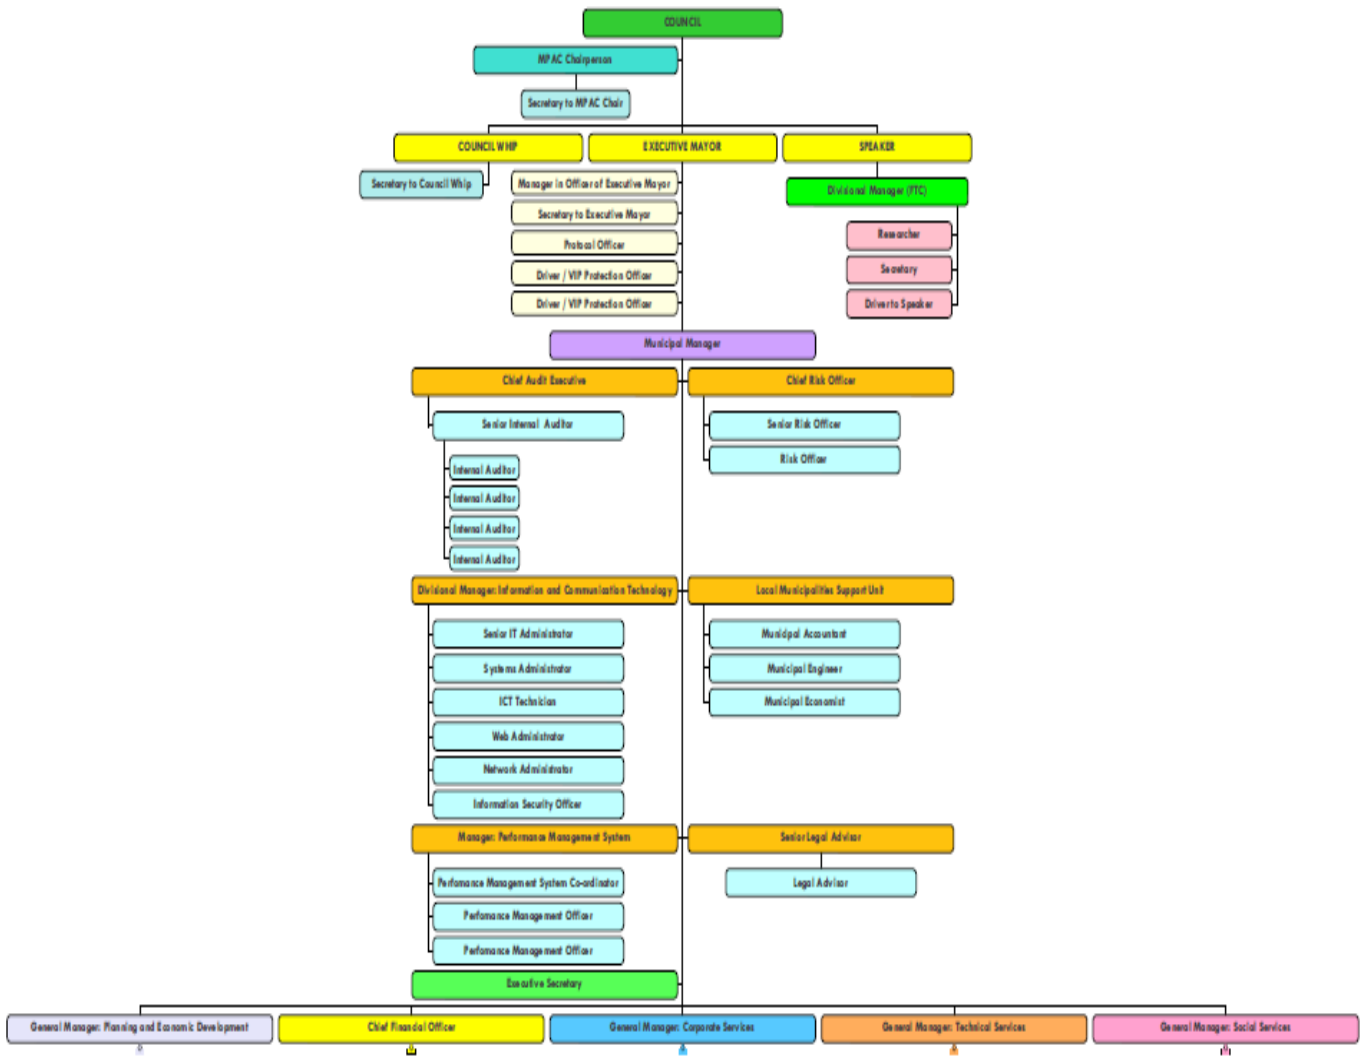 COUNCIL
MPAC Chairperson
Secretary to MPAC Chair
COUNCIL WHIP
EXECUTIVE MAYOR
SPEAKER
Secretary to Council Whip
Manager in Officer of Executive Mayor
Divisional Manager (FTC)
Secretary to Executive Mayor
Researcher
Protocol Officer
Secretary
Driver / VIP Protection Officer
Driver / VIP Protection Officer
Driver to Speaker
Municipal Manager
Chief Audit Executive
Chief Risk Officer
Senior Internal Auditor
Senior Risk Officer
Risk Officer
Internal Auditor
Internal Auditor
Internal Auditor
Internal Auditor
Divisional Manager: Information and Communication Technology
Local Municipalities Support Unit
Senior IT Administrator
Municipal Accountant
Systems Administrator
Municipal Engineer
ICT Technician
Municipal Economist
Web Administrator
Network Administrator
Information Security Officer
Manager: Performance Management System
Senior Legal Advisor
Perfomance Management System Co-ordinator
Legal Advisor
Perfomance Management Officer
Perfomance Management Officer
Executive Secretary
General Manager: Planning and Economic Development
Chief Financial Officer
General Manager: Corporate Services
General Manager: Technical Services
General Manager: Social Services